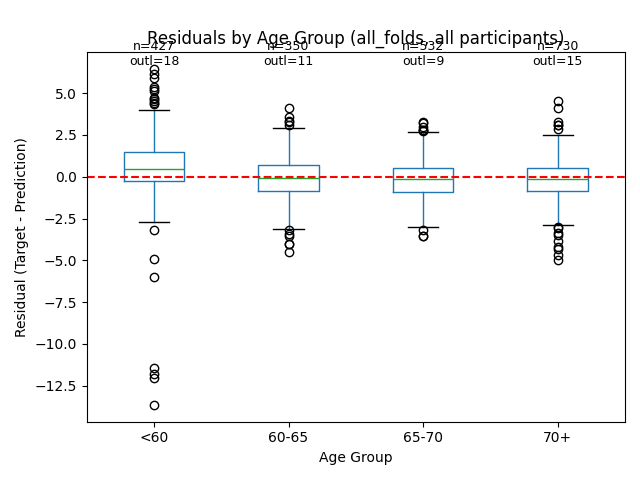 Residuals by Age Group (all_folds, all participants)
n=427 n=350 n=532 n=730
outl=18 outl=11 outl=9 outl=15
Residual (Target - Prediction)
5.0
2.5
0.0
−2.5
−5.0
−7.5
−10.0
−12.5
<60 60-65 65-70 70+
Age Group